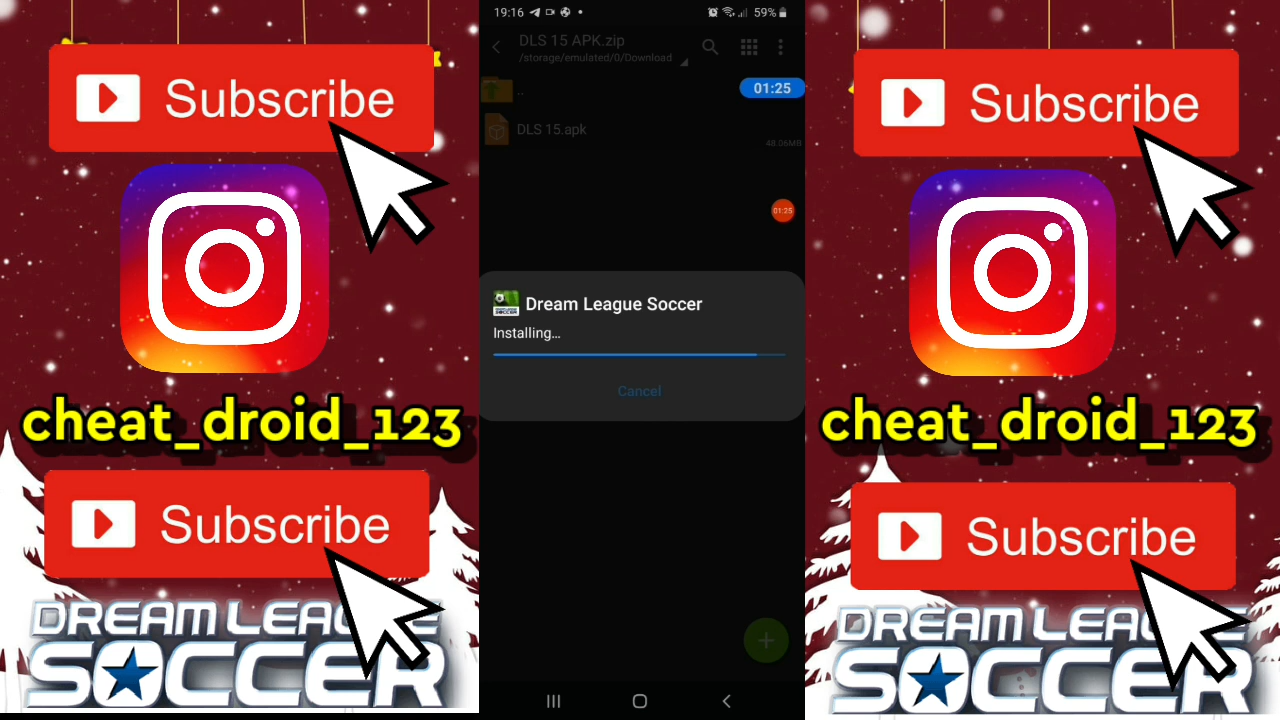 Subscribe
cheat_droid_123
Subscribe
DREAM LEAGUE
SOCCER
19:16
59%
DLS 15 APK.zip
/storage/emulated/0/Download
01:25
..
DLS 15.apk
48.06MB
01:25
Dream League Soccer
Installing...
Cancel
Subscribe
cheat_droid_123
Subscribe
DREAM LEAGUE
SOCCER